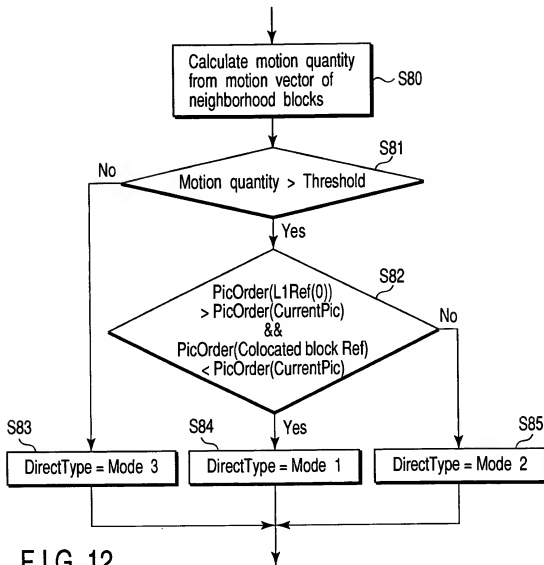 Calculate motion quantity
from motion vector of
neighborhood blocks
S80
S81
No
Motion quantity > Threshold
Yes
S82
PicOrder(L1Ref(0))
> PicOrder(CurrentPic)
&&
PicOrder(Colocated block Ref)
< PicOrder(CurrentPic)
No
Yes
S83
S84
S85
DirectType = Mode 3
DirectType = Mode 1
DirectType = Mode 2
FIG. 12